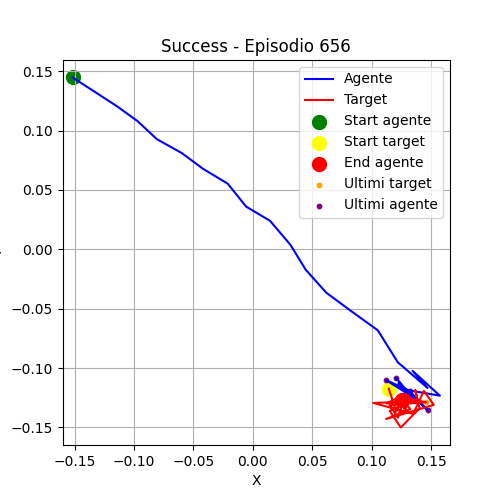 Success - Episodio 656
Agente
Target
Start agente
Start target
End agente
Ultimi target
Ultimi agente
0.15
0.10
0.05
0.00
−0.05
−0.10
−0.15
−0.15
−0.10
−0.05
0.00
0.05
0.10
0.15
X